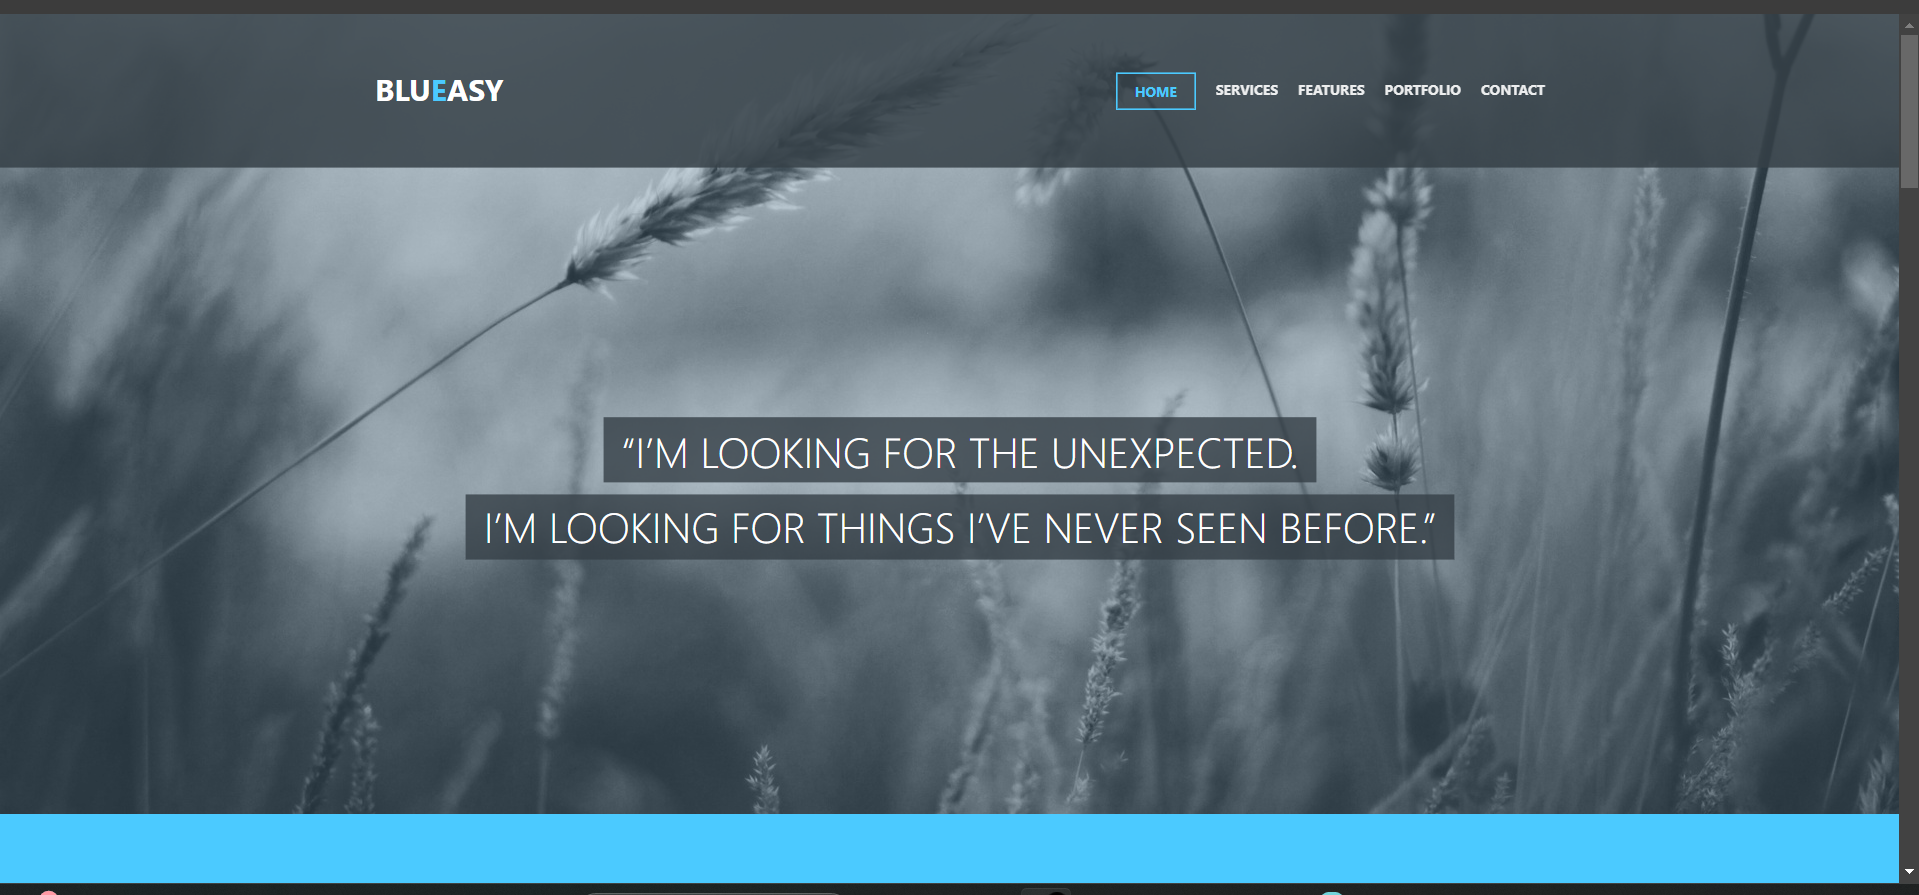 BLUEASY
HOME SERVICES FEATURES PORTFOLIO CONTACT
“I’M LOOKING FOR THE UNEXPECTED.
I’M LOOKING FOR THINGS I’VE NEVER SEEN BEFORE.”